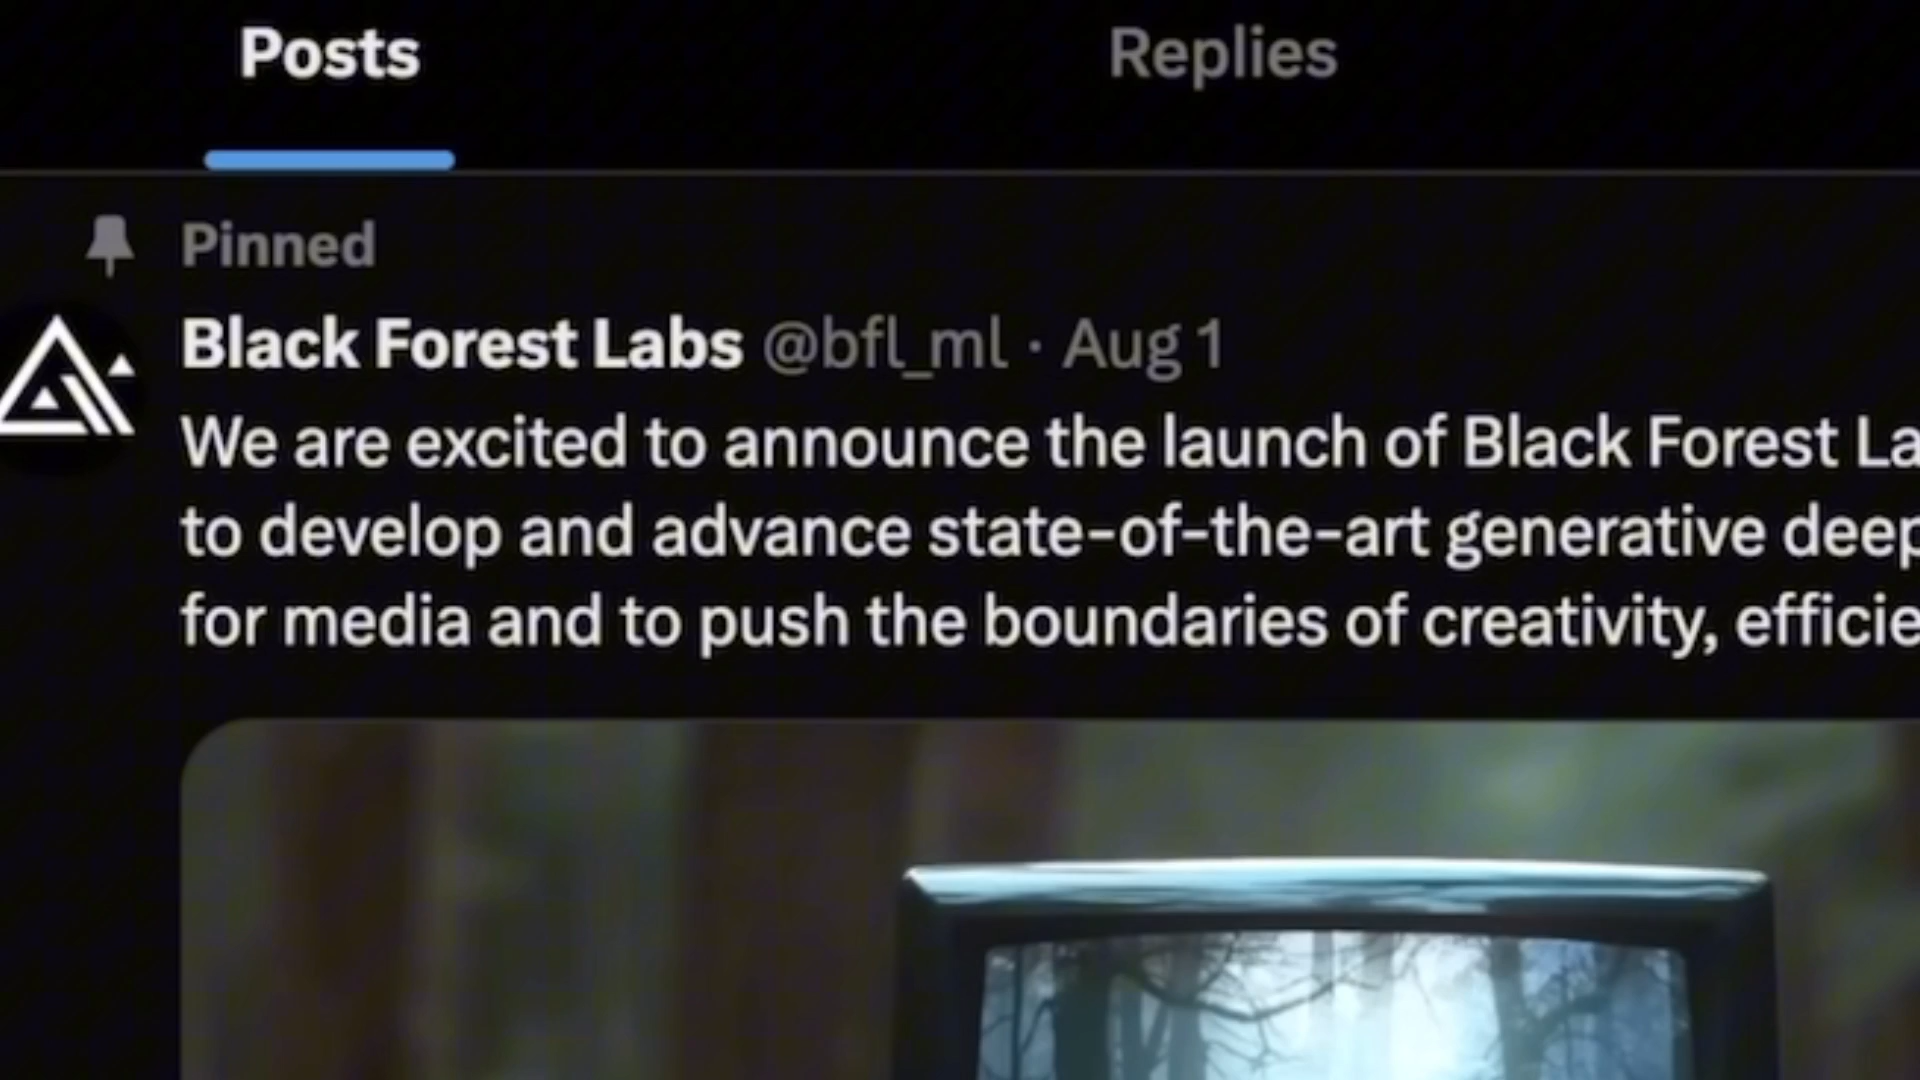 Posts
Replies
Pinned
Black Forest Labs @bfl_ml · Aug 1
We are excited to announce the launch of Black Forest La
to develop and advance state-of-the-art generative deep
for media and to push the boundaries of creativity, efficie